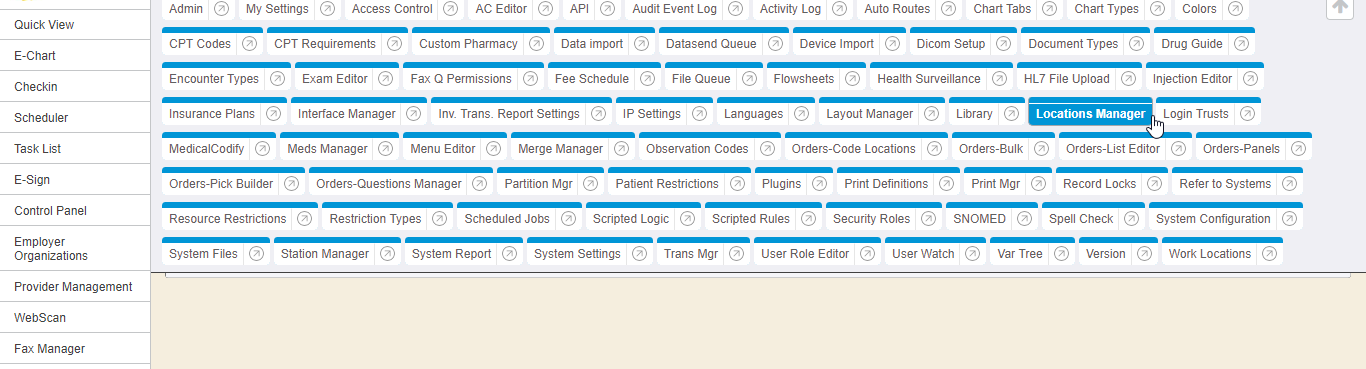 Admin My Settings Access Control AC Editor API Audit Event Log Activity Log Auto Routes Chart Tabs Chart Types Colors
CPT Codes CPT Requirements Custom Pharmacy Data import Datasend Queue Device Import Dicom Setup Document Types Drug Guide
Encounter Types Exam Editor Fax Q Permissions Fee Schedule File Queue Flowsheets Health Surveillance HL7 File Upload Injection Editor
Insurance Plans Interface Manager Inv. Trans. Report Settings IP Settings Languages Layout Manager Library Locations Manager Login Trusts
MedicalCodify Meds Manager Menu Editor Merge Manager Observation Codes Orders-Code Locations Orders-Bulk Orders-List Editor Orders-Panels
Orders-Pick Builder Orders-Questions Manager Partition Mgr Patient Restrictions Plugins Print Definitions Print Mgr Record Locks Refer to Systems
Resource Restrictions Restriction Types Scheduled Jobs Scripted Logic Scripted Rules Security Roles SNOMED Spell Check System Configuration
System Files Station Manager System Report System Settings Trans Mgr User Role Editor User Watch Var Tree Version Work Locations
Quick View
E-Chart
Checkin
Scheduler
Task List
E-Sign
Control Panel
Employer
Organizations
Provider Management
WebScan
Fax Manager